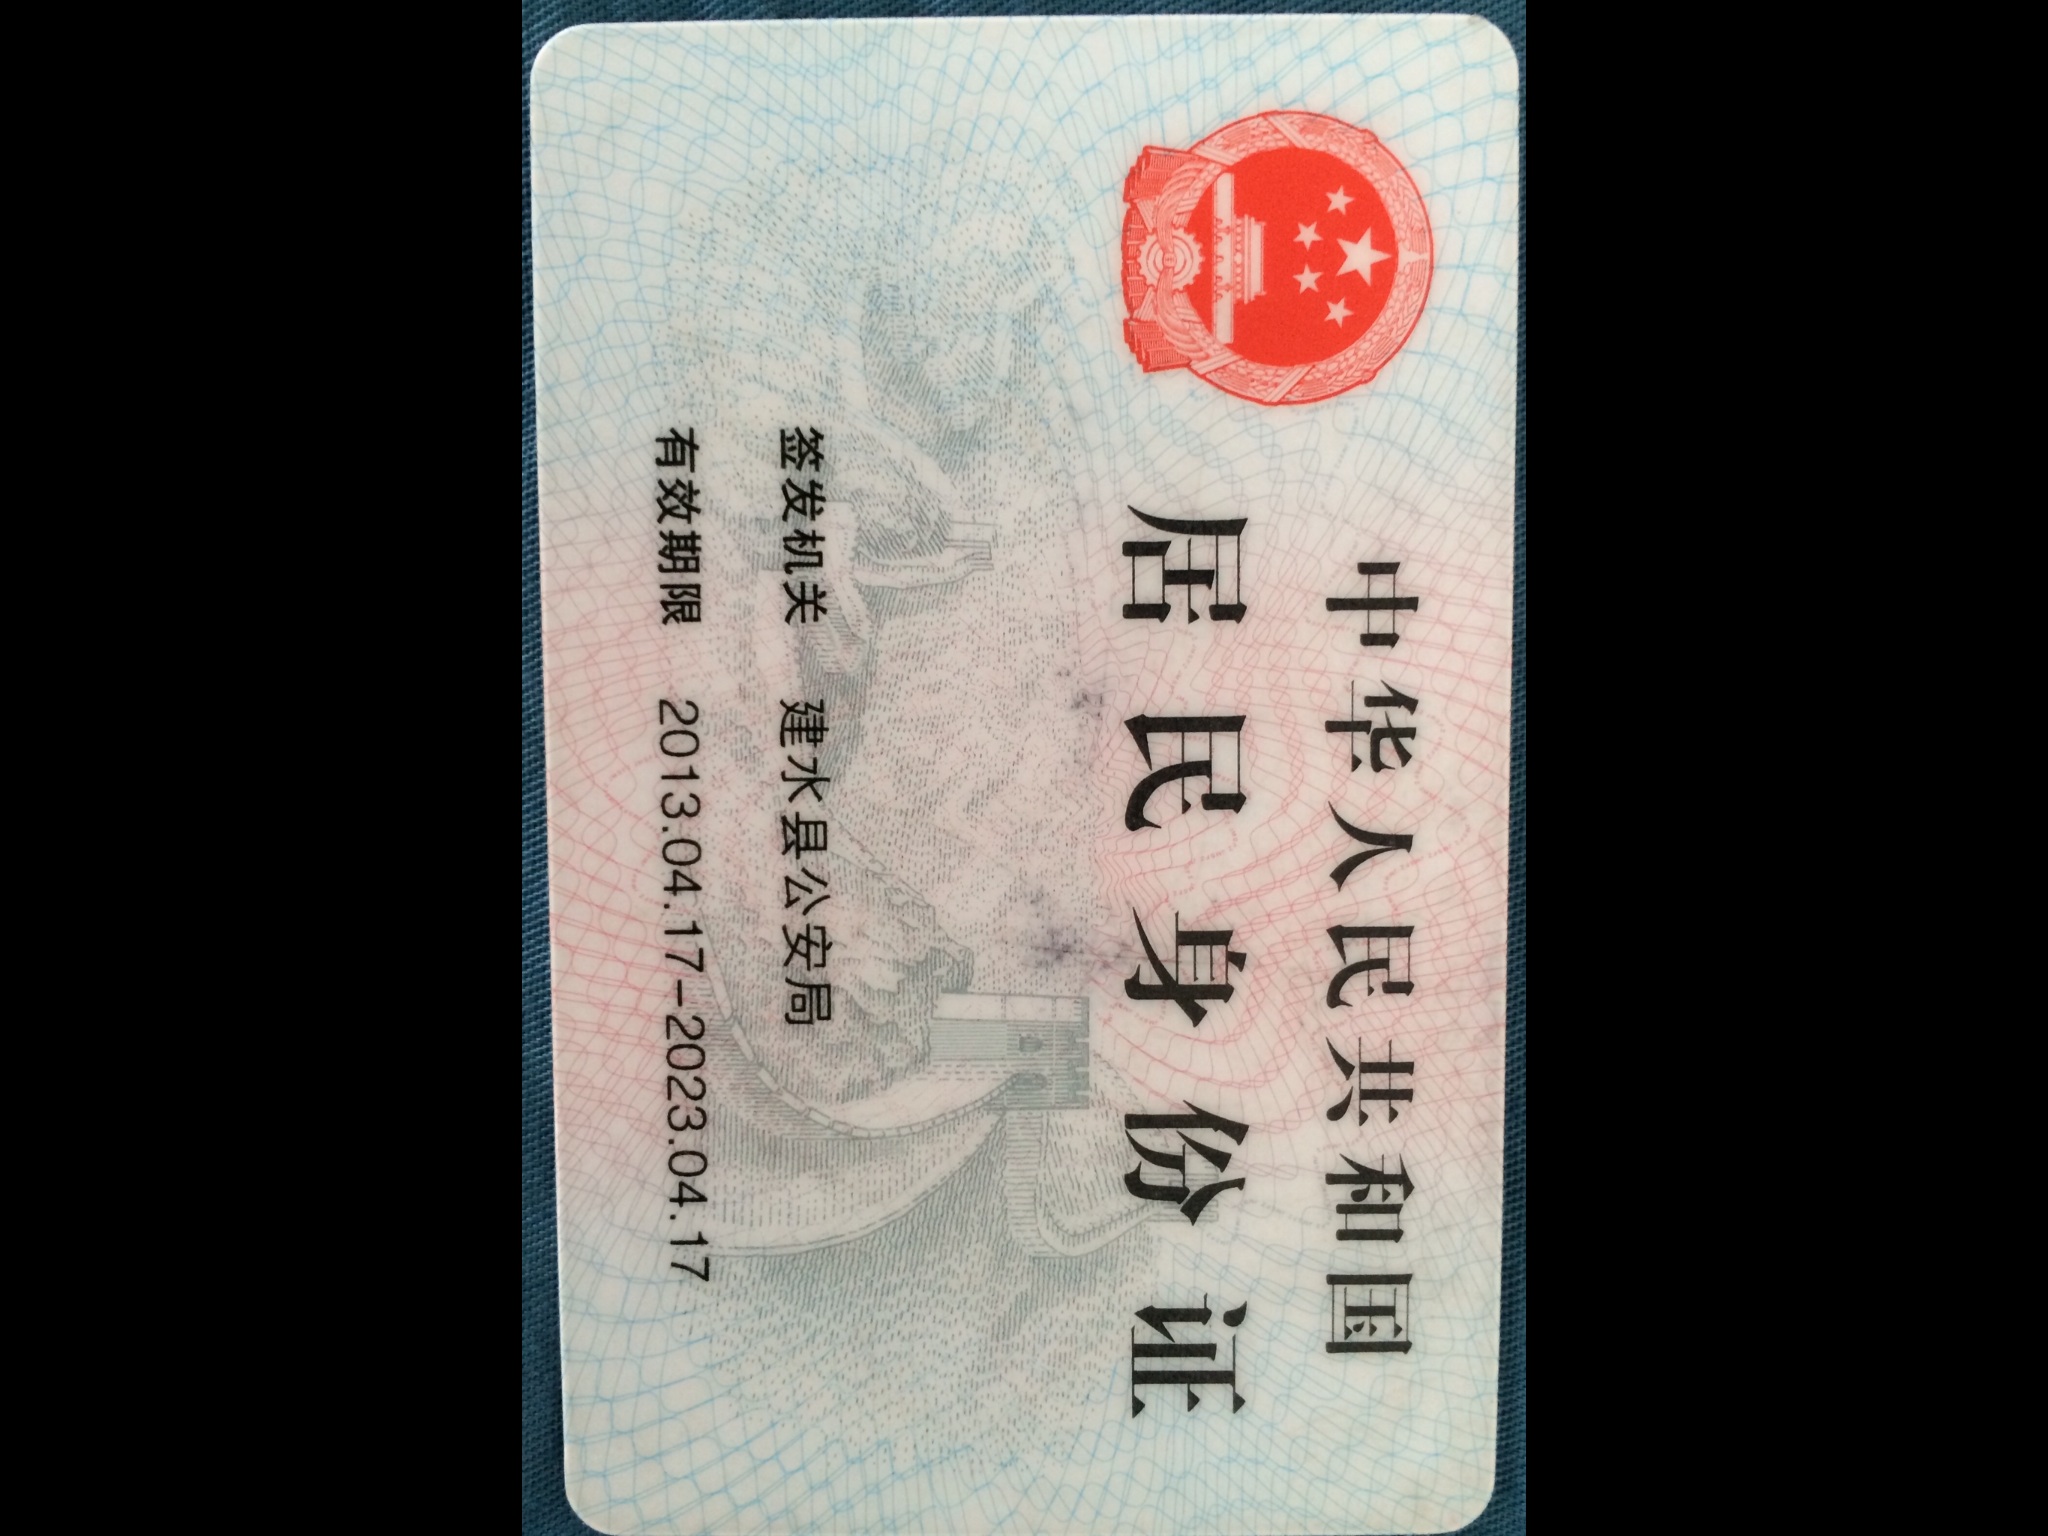 中华人民共和国
居民身份证
签发机关 建水县公安局
有效期限 2013.04.17-2023.04.17